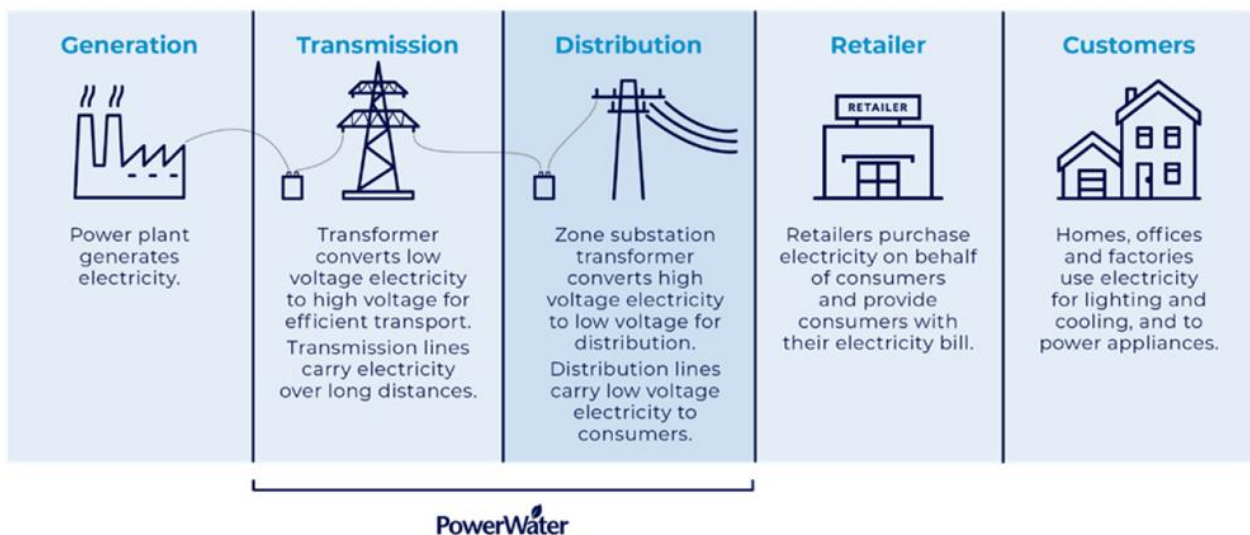 Generation
Power plant
generates
electricity.
Transmission
Transformer
converts low
voltage electricity
to high voltage for
efficient transport.
Transmission lines
carry electricity
over long distances.
Distribution
Zone substation
transformer
converts high
voltage electricity
to low voltage for
distribution.
Distribution lines
carry low voltage
electricity to
consumers.
Retailer
RETAILER
Retailers purchase
electricity on behalf
of consumers
and provide
consumers with
their electricity bill.
Customers
Homes, offices
and factories
use electricity
for lighting and
cooling, and to
power appliances.
PowerWater